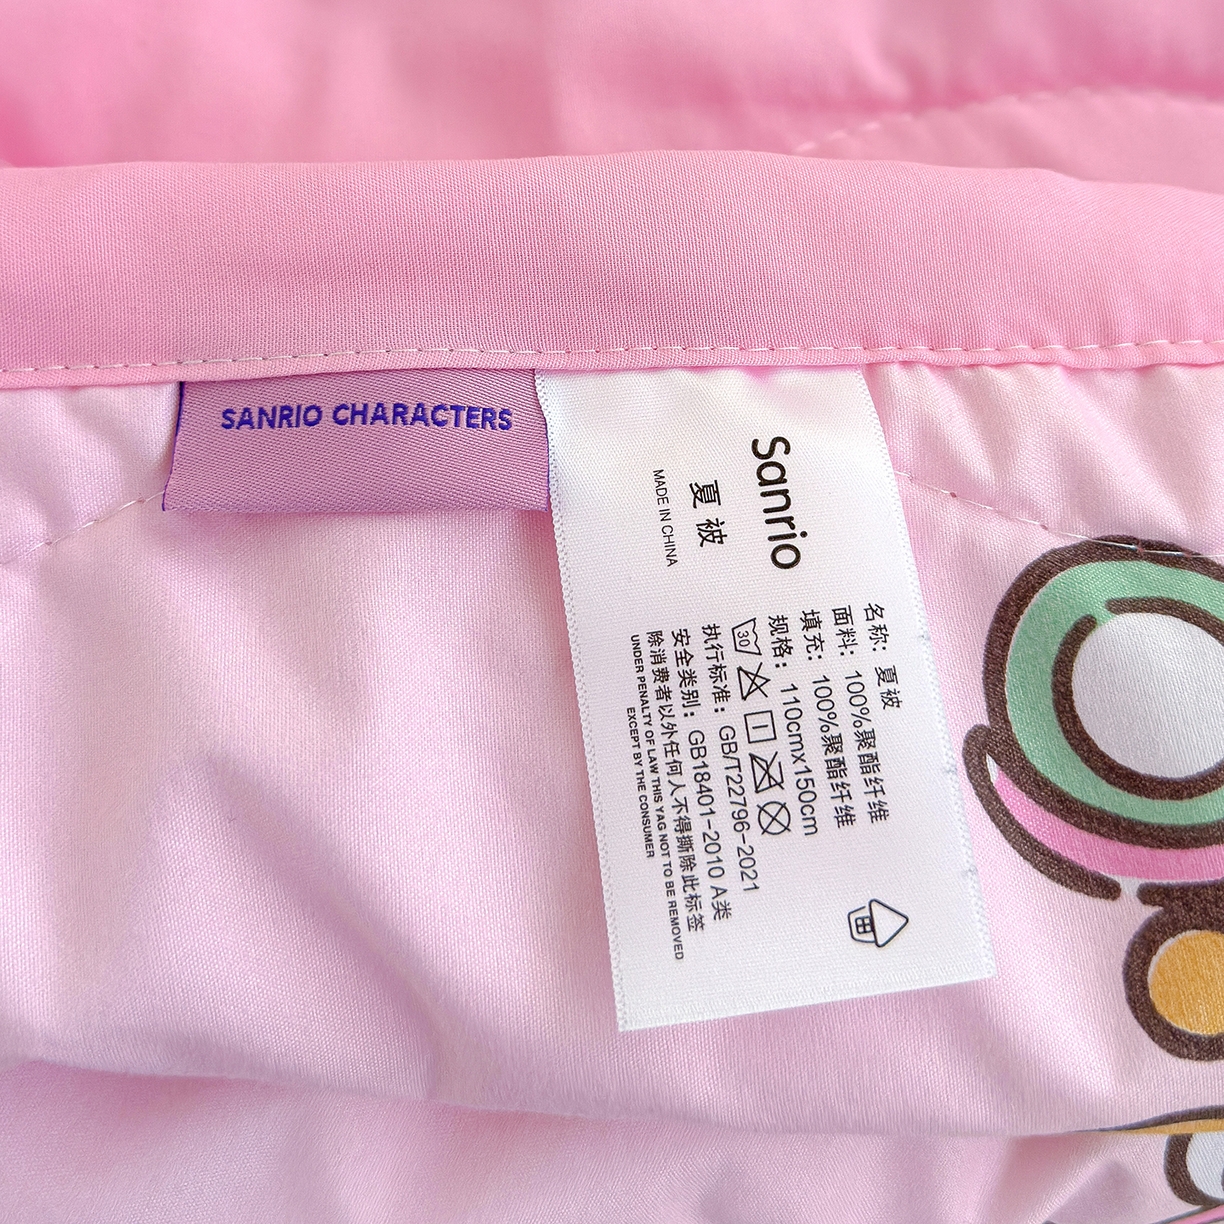 SANRIO CHARACTERS
Sanrio
夏被
MADE IN CHINA
名称：夏被
面料：100%聚酯纤维
填充：100%聚酯纤维
规格：110cmx150cm
30
执行标准：GB/T22796-2021
安全类别：GB18401-2010 A类
除消费者以外任何人不得撕除此标签
UNDER PENALTY OF LAW THIS YAG NOT TO BE REMOVED
EXCEPT BY THE CONSUMER